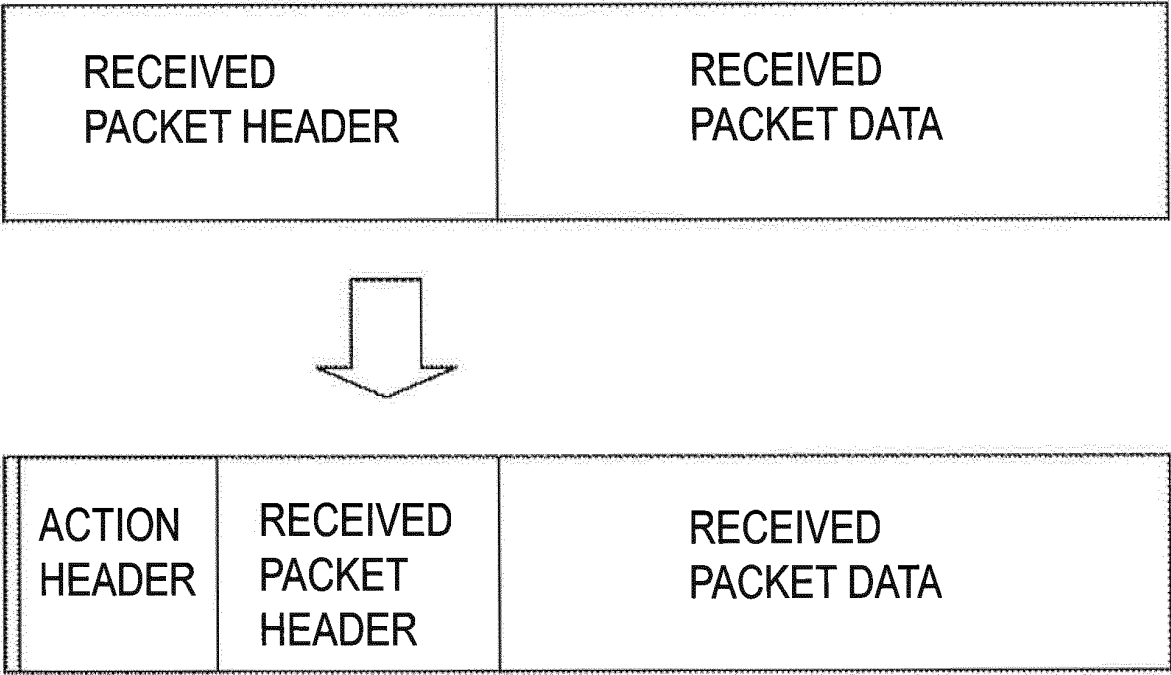 RECEIVED
PACKET HEADER
RECEIVED
PACKET DATA
ACTION
HEADER
RECEIVED
PACKET
HEADER
RECEIVED
PACKET DATA